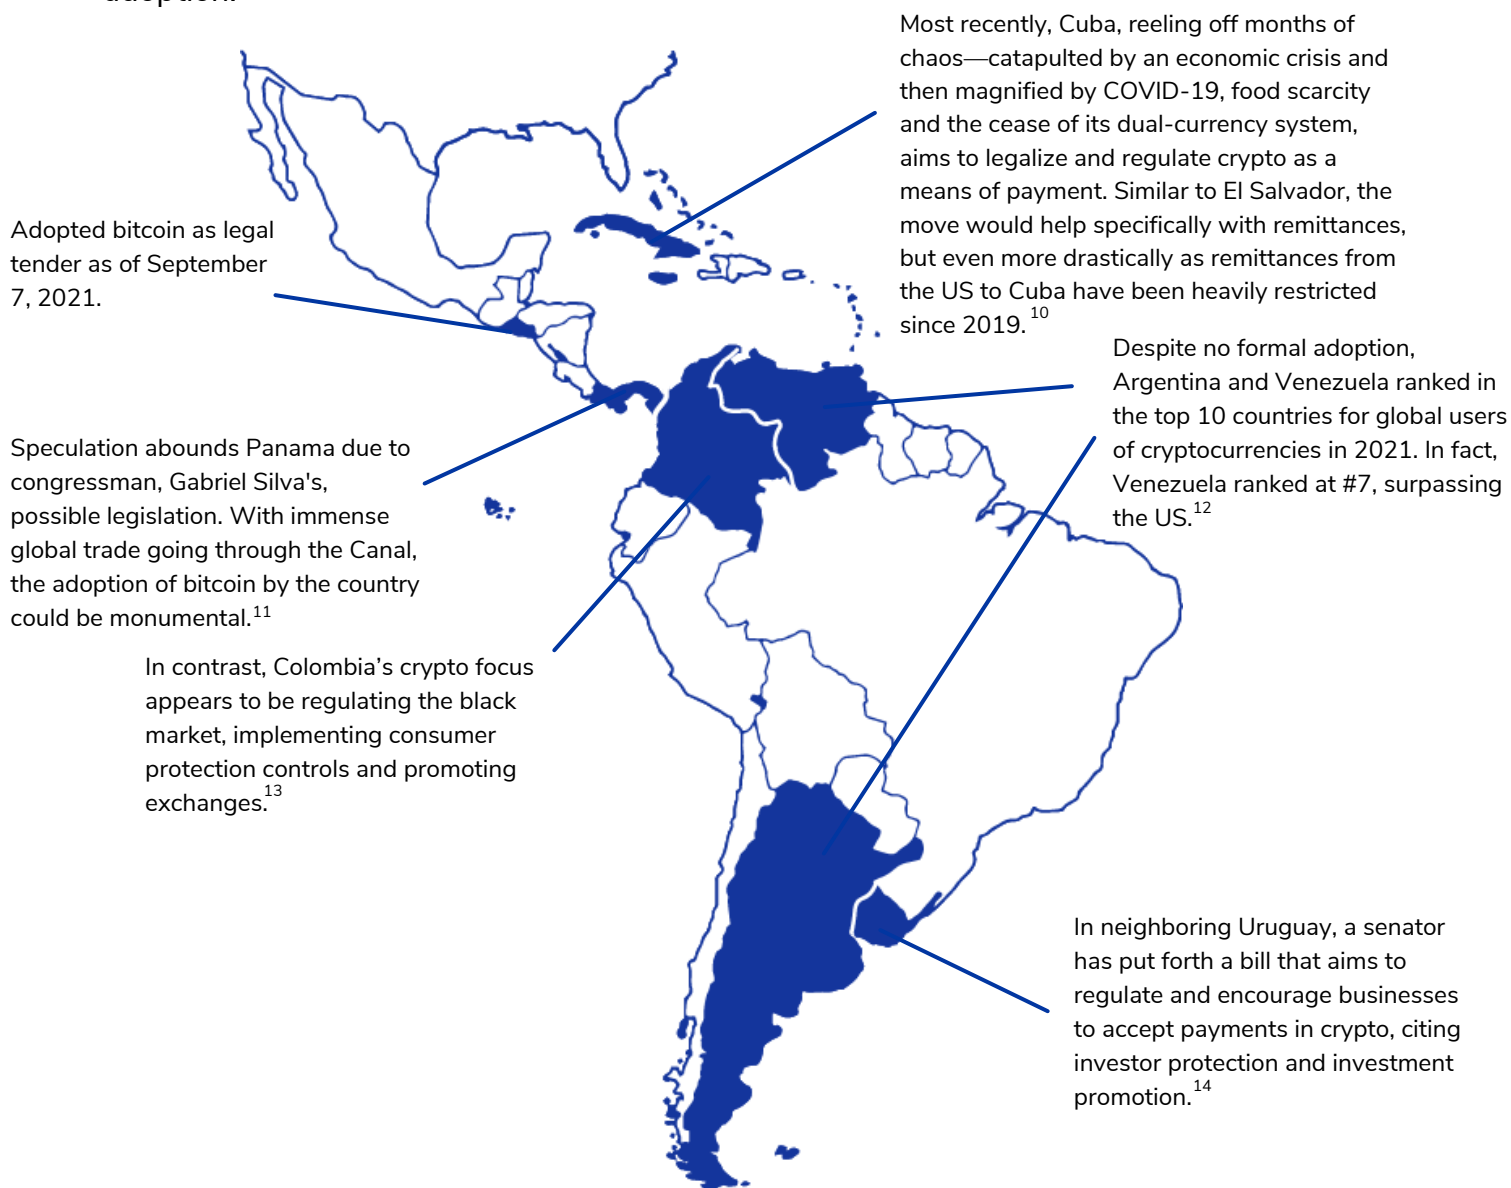 adoption.
Most recently, Cuba, reeling off months of
chaos—catapulted by an economic crisis and
then magnified by COVID-19, food scarcity
and the cease of its dual-currency system,
aims to legalize and regulate crypto as a
means of payment. Similar to El Salvador, the
move would help specifically with remittances,
but even more drastically as remittances from
the US to Cuba have been heavily restricted
since 2019. 10
Adopted bitcoin as legal
tender as of September
7, 2021.
Despite no formal adoption,
Argentina and Venezuela ranked in
the top 10 countries for global users
of cryptocurrencies in 2021. In fact,
Venezuela ranked at #7, surpassing
the US.12
Speculation abounds Panama due to
congressman, Gabriel Silva's,
possible legislation. With immense
global trade going through the Canal,
the adoption of bitcoin by the country
could be monumental.11
In contrast, Colombia’s crypto focus
appears to be regulating the black
market, implementing consumer
protection controls and promoting
exchanges.13
In neighboring Uruguay, a senator
has put forth a bill that aims to
regulate and encourage businesses
to accept payments in crypto, citing
investor protection and investment
promotion.14